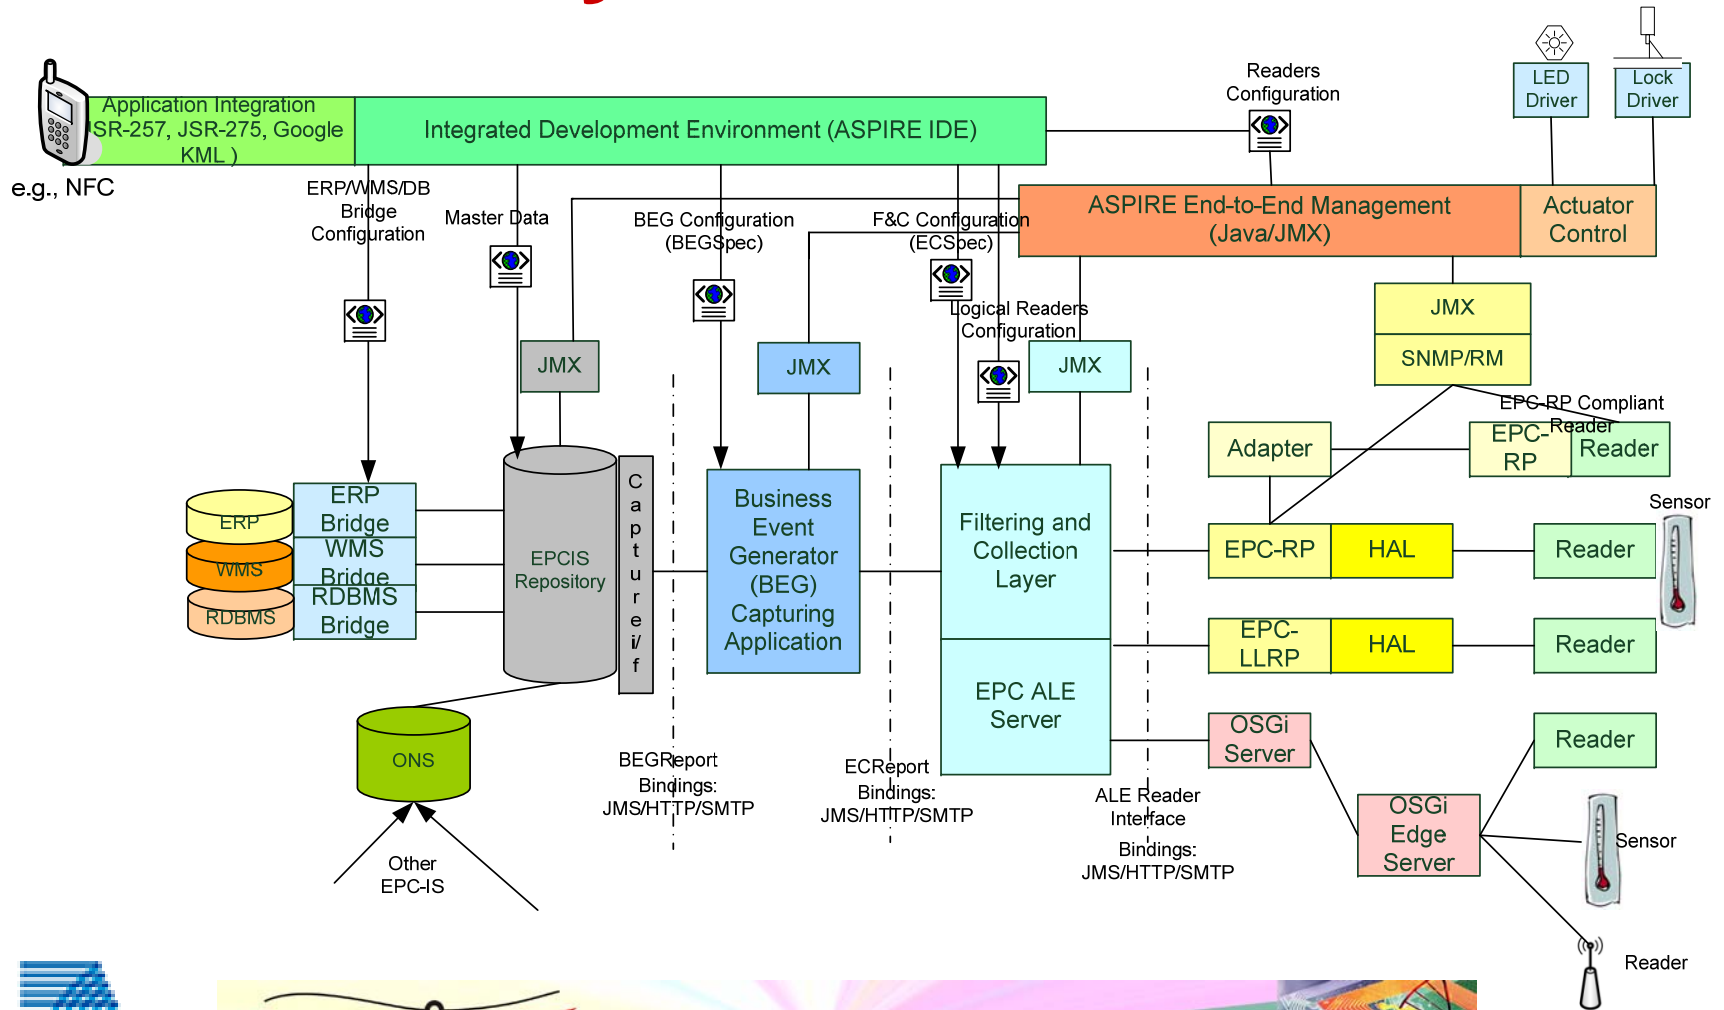 Application Integration
JSR-257, JSR-275, Google
KML )
e.g., NFC
Integrated Development Environment (ASPIRE IDE)
Readers
Configuration
LED
Driver
Lock
Driver
ERP/WMS/DB
Bridge
Configuration
Master Data
BEG Configuration
(BEGSpec)
F&C Configuration
(ECSpec)
Logical Readers
Configuration
ASPIRE End-to-End Management
(Java/JMX)
Actuator
Control
JMX
SNMP/RM
JMX
JMX
JMX
EPC-RP Compliant
Reader
Adapter
EPC-
RP
Reader
Sensor
ERP
WMS
RDBMS
ERP
Bridge
WMS
Bridge
RDBMS
Bridge
EPCIS
Repository
Capture i/f
Business
Event
Generator
(BEG)
Capturing
Application
Filtering and
Collection
Layer
EPC ALE
Server
EPC-RP
HAL
Reader
EPC-
LLRP
HAL
Reader
OSGi
Server
Reader
OSGi
Edge
Server
Sensor
Reader
ONS
Other
EPC-IS
BEGReport
Bindings:
JMS/HTTP/SMTP
ECReport
Bindings:
JMS/HTTP/SMTP
ALE Reader
Interface
Bindings:
JMS/HTTP/SMTP